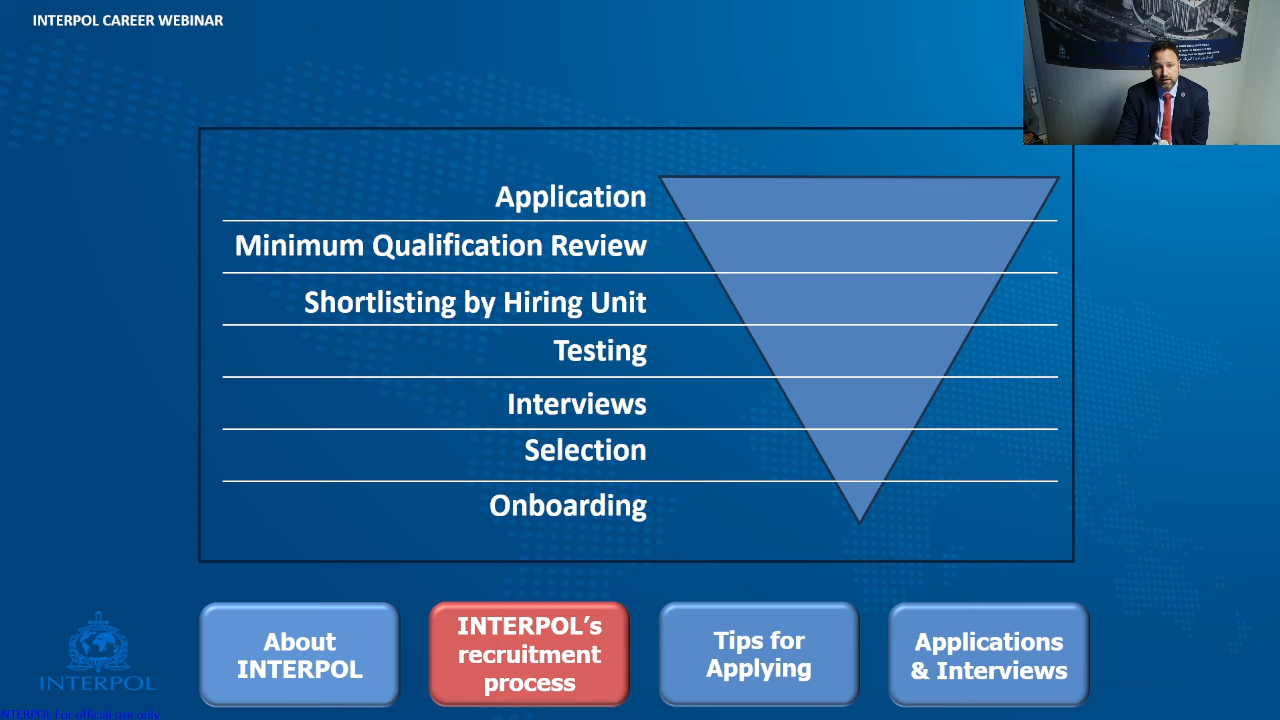 INTERPOL CAREER WEBINAR
Application
Minimum Qualification Review
Shortlisting by Hiring Unit
Testing
Interviews
Selection
Onboarding
About
INTERPOL
INTERPOL’s
recruitment
process
Tips for
Applying
Applications
& Interviews
INTERPOL
INTERPOL For official use only